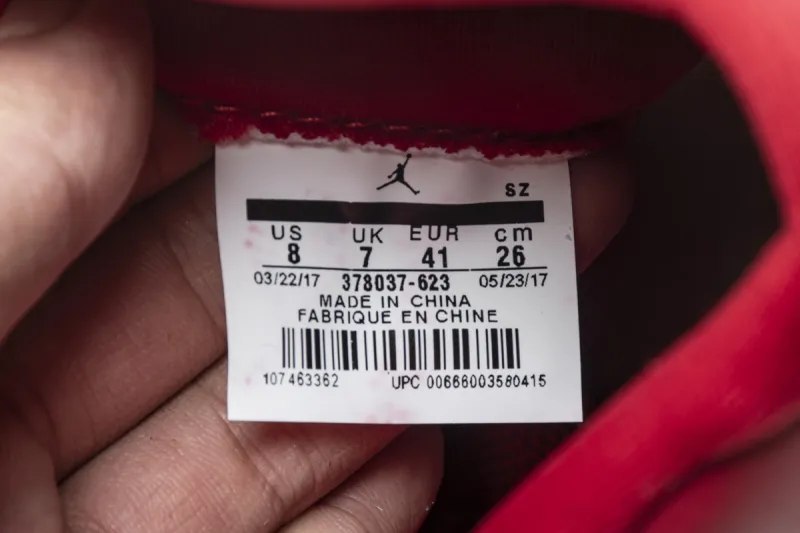 SZ
US UK EUR cm
8 7 41 26
03/22/17 378037-623 05/23/17
MADE IN CHINA
FABRIQUE EN CHINE
107463362 UPC 00666003580415